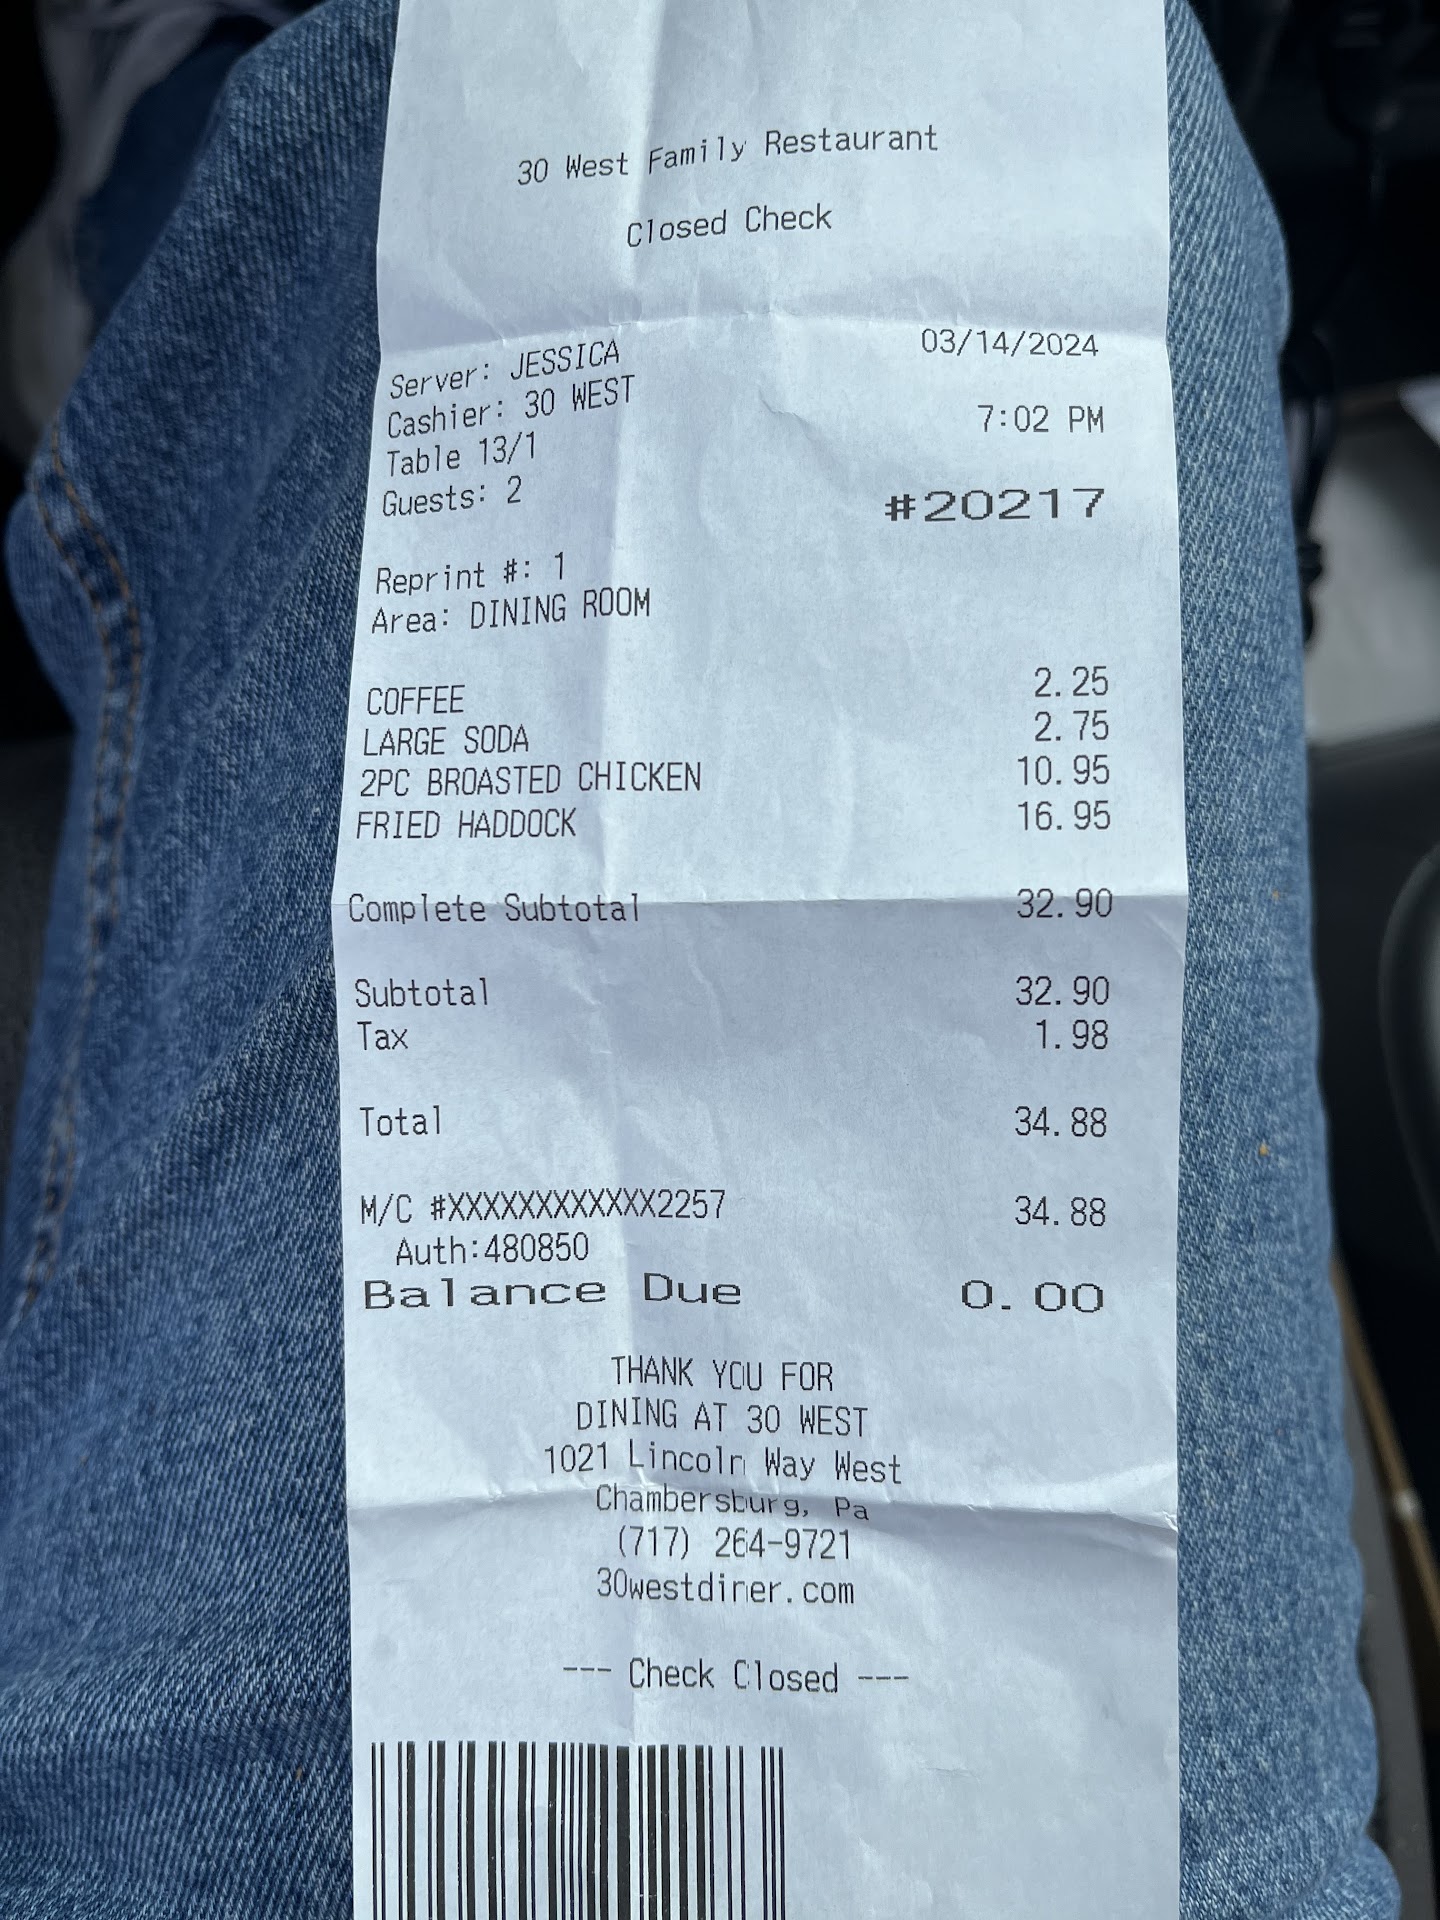 30 West Family Restaurant
Closed Check
Server: JESSICA 03/14/2024
Cashier: 30 WEST 7:02 PM
Table 13/1
Guests: 2 #20217
Reprint #: 1
Area: DINING ROOM
COFFEE 2.25
LARGE SODA 2.75
2PC BROASTED CHICKEN 10.95
FRIED HADDOCK 16.95
Complete Subtotal 32.90
Subtotal 32.90
Tax 1.98
Total 34.88
M/C #XXXXXXXXXXXX2257 34.88
Auth:480850
Balance Due 0.00
THANK YOU FOR
DINING AT 30 WEST
1021 Lincoln Way West
Chambersburg, Pa
(717) 264-9721
30westdiner.com
--- Check Closed ---